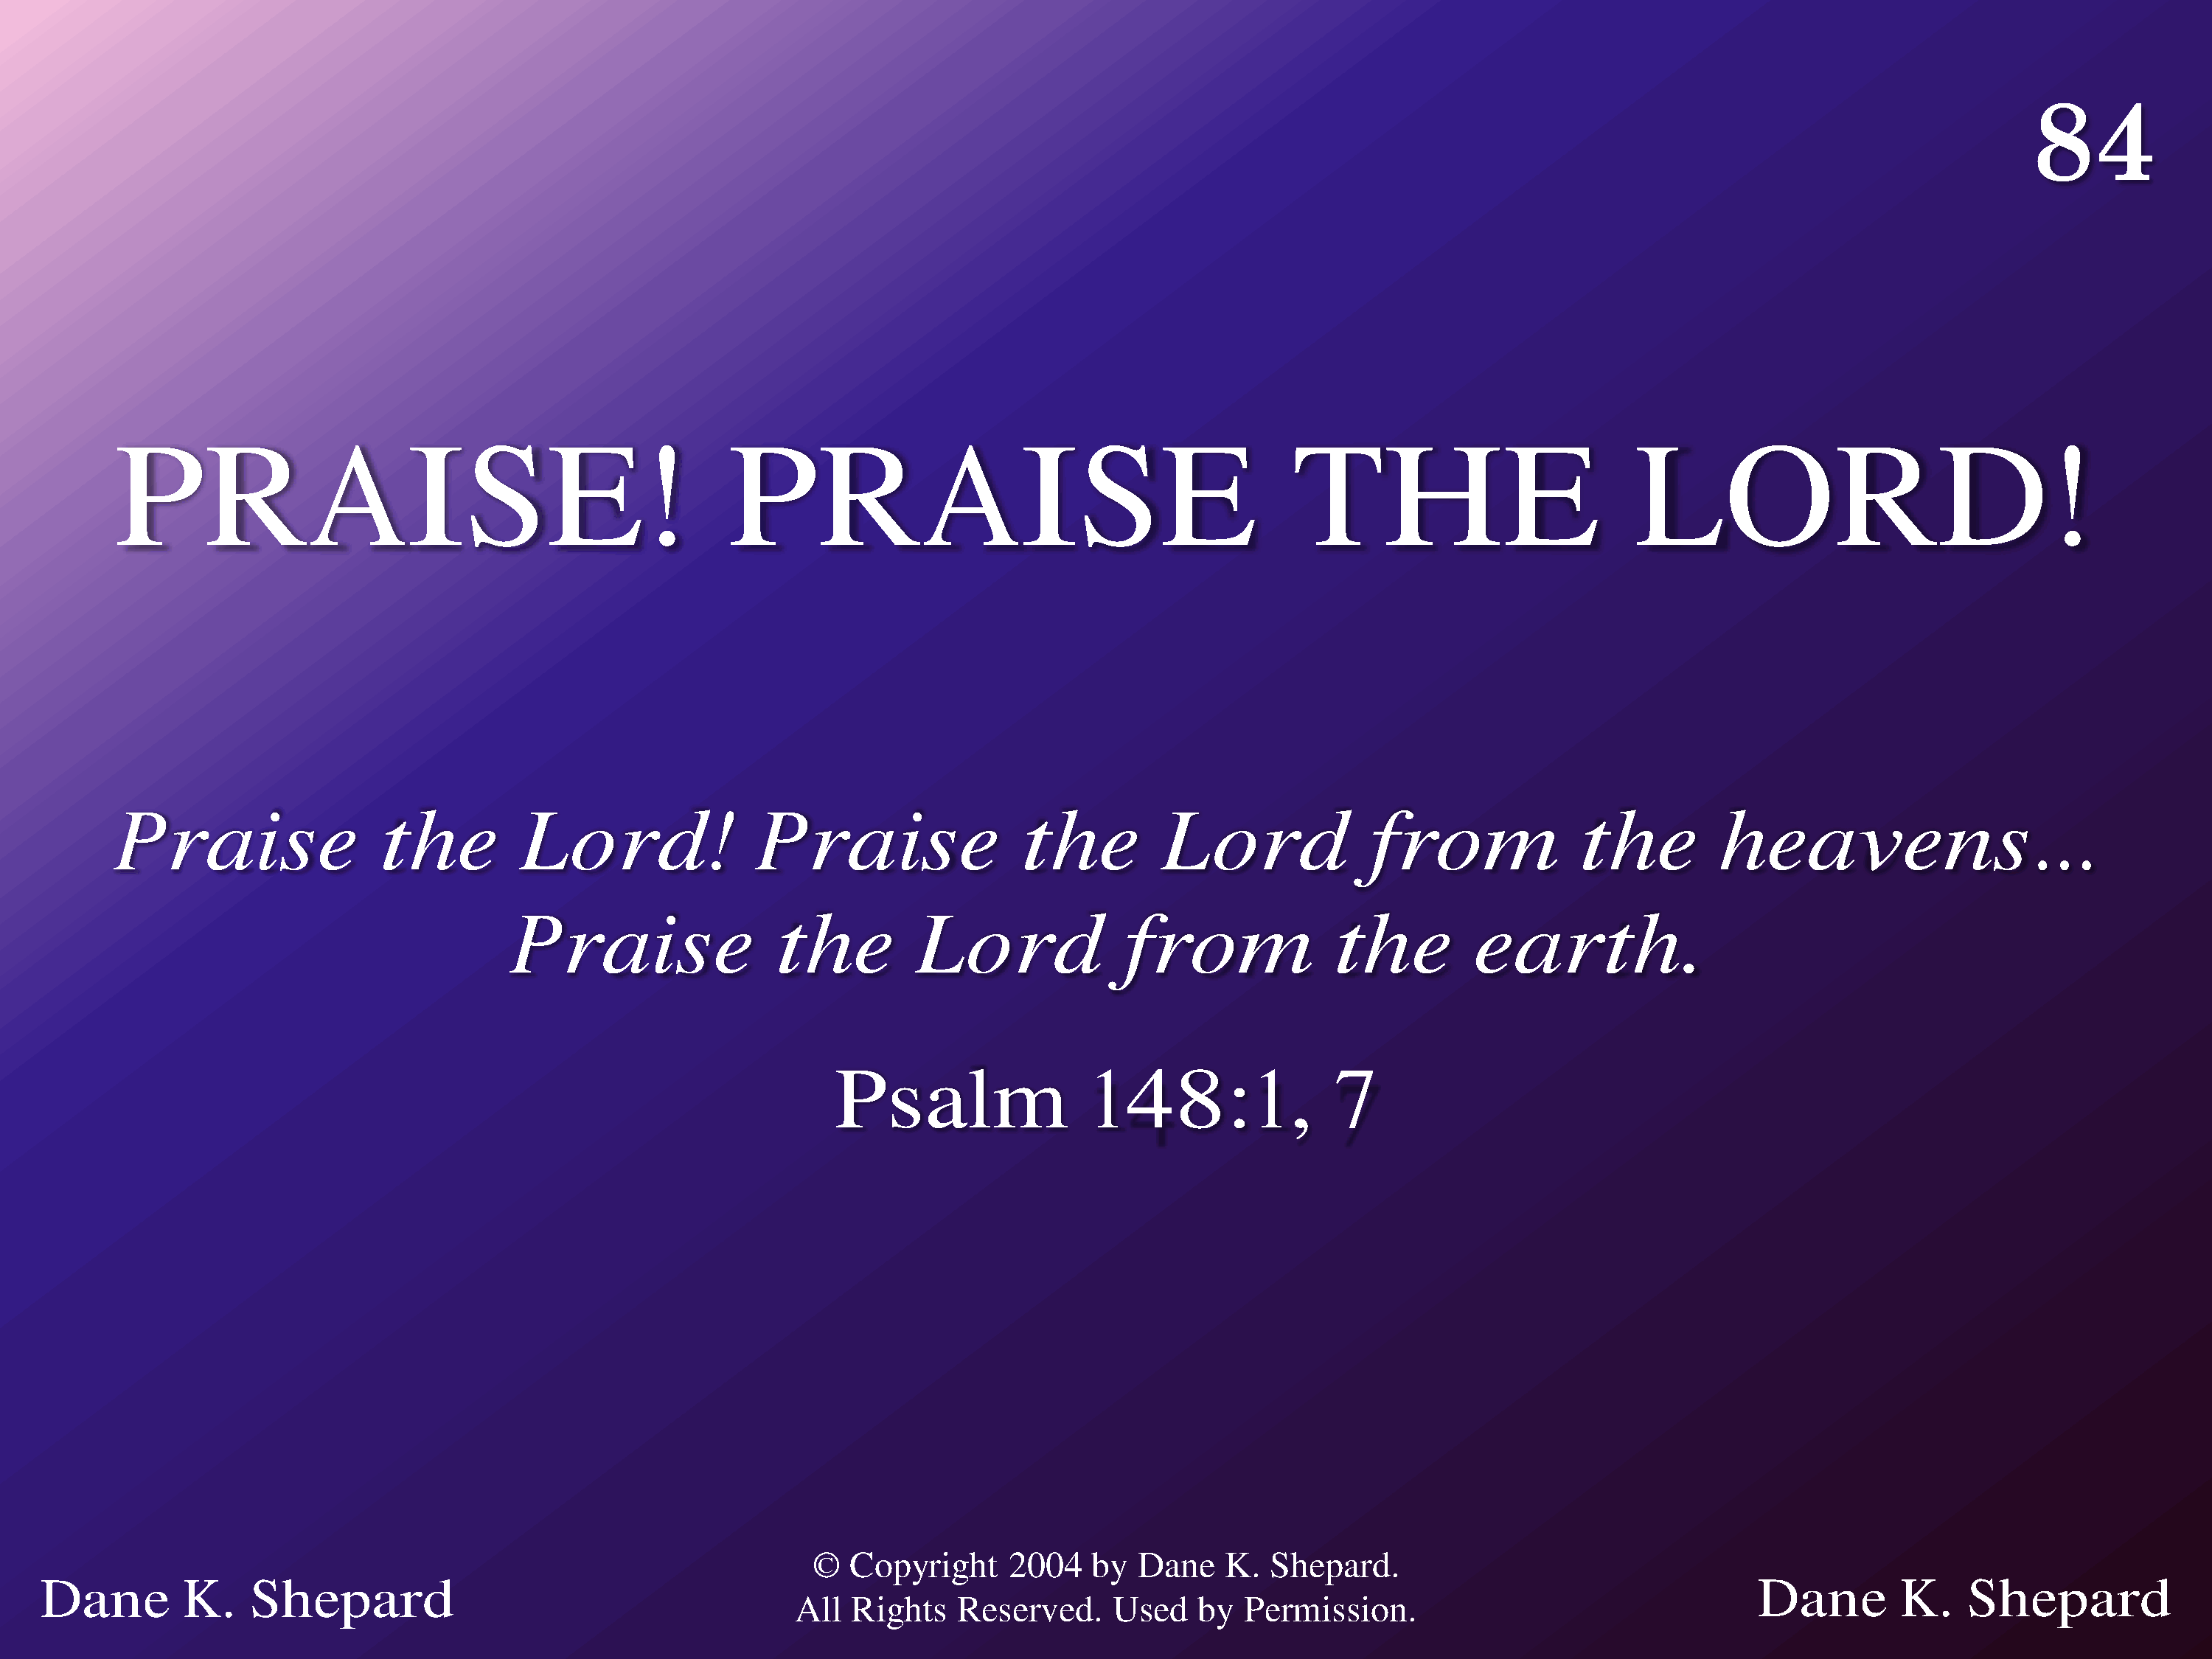 84
PRAISE! PRAISE THE LORD!
Praise the Lord! Praise the Lord from the heavens...
Praise the Lord from the earth.
Psalm 148:1, 7
Dane K. Shepard
© Copyright 2004 by Dane K. Shepard.
All Rights Reserved. Used by Permission.
Dane K. Shepard